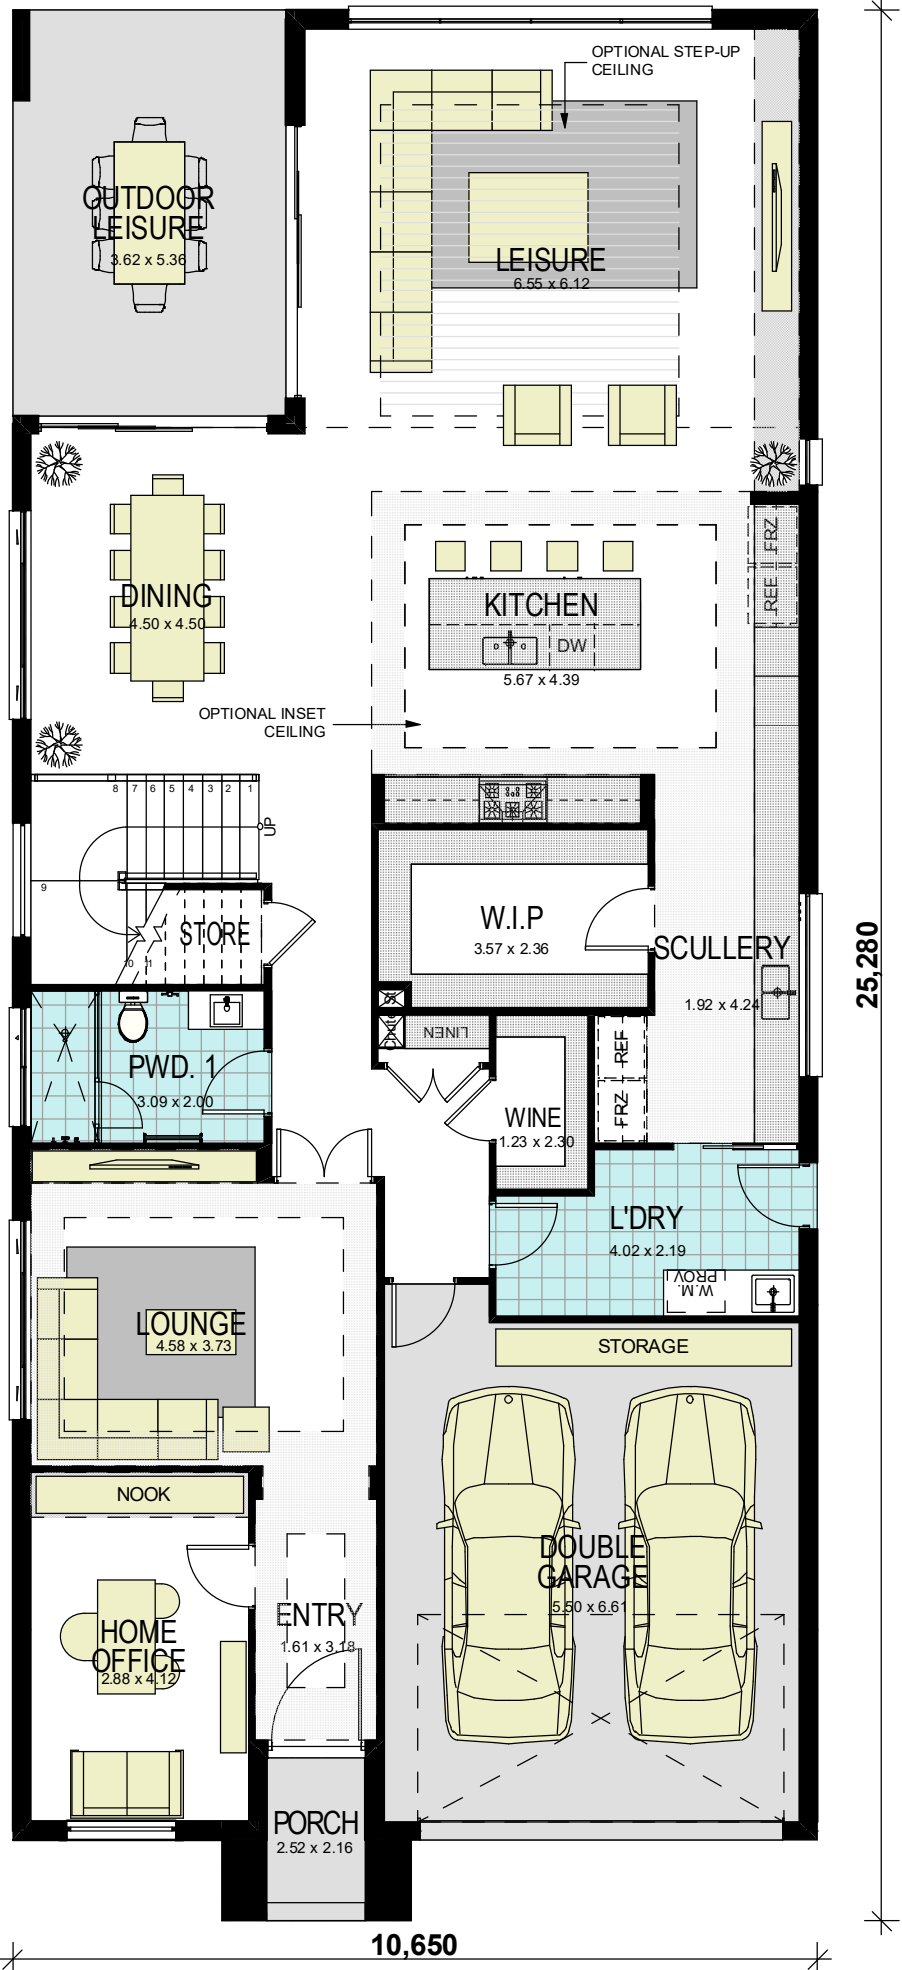 OPTIONAL STEP-UP
CEILING
OUTDOOR
LEISURE
3.62 x 5.36
LEISURE
6.55 x 6.12
FRZ
REF
KITCHEN
DW
5.67 x 4.39
DINING
4.50 x 4.50
OPTIONAL INSET
CEILING
8 7 6 5 4 3 2 1
UP
9
10 11
STORE
W.I.P
3.57 x 2.36
SCULLERY
1.92 x 4.24
25,280
LINEN
REF
FRZ
PWD. 1
3.09 x 2.00
WINE
1.23 x 2.30
L'DRY
4.02 x 2.19
W.M.
PROV
LOUNGE
4.58 x 3.73
STORAGE
NOOK
DOUBLE
GARAGE
5.50 x 6.61
ENTRY
1.61 x 3.18
HOME
OFFICE
2.88 x 4.12
PORCH
2.52 x 2.16
10,650